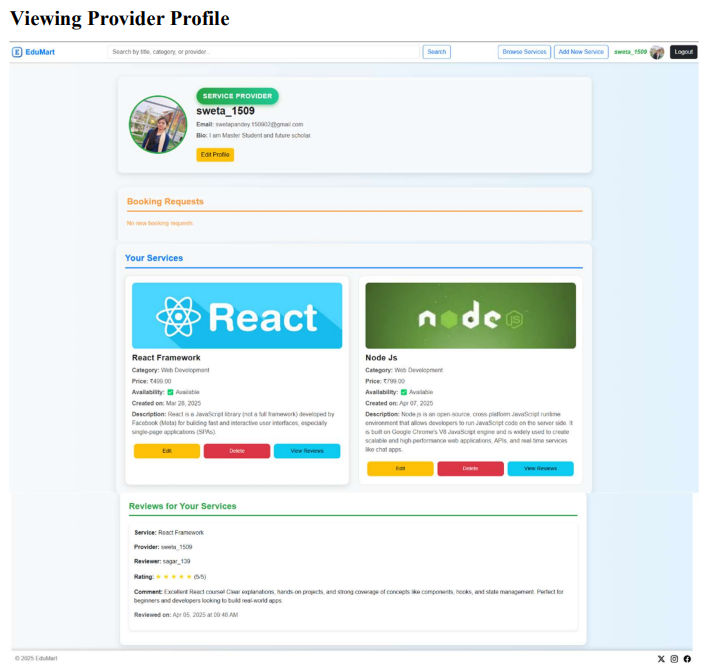 Viewing Provider Profile
E EduMart
Search by title, category, or provider...
Search
Browse Services
Add New Service
sweta_1509
Logout
SERVICE PROVIDER
sweta_1509
Email: swetapandey.150902@gmail.com
Bio: I am Master Student and future scholar.
Edit Profile
Booking Requests
No new booking requests.
Your Services
React
React Framework
Category: Web Development
Price: ₹499.00
Availability: ✅ Available
Created on: Mar 28, 2025
Description: React is a JavaScript library (not a full framework) developed by
Facebook (Meta) for building fast and interactive user interfaces, especially
single-page applications (SPAs).
Edit
Delete
View Reviews
node JS
Node Js
Category: Web Development
Price: ₹799.00
Availability: ✅ Available
Created on: Apr 07, 2025
Description: Node.js is an open source, cross platform JavaScript runtime
environment that allows developers to run JavaScript code on the server side. It
is built on Google Chrome's V8 JavaScript engine and is widely used to create
scalable and high-performance web applications, APIs, and real-time services
like chat apps.
Edit
Delete
View Reviews
Reviews for Your Services
Service: React Framework
Provider: sweta_1509
Reviewer: sagar_139
Rating: ★ ★ ★ ★ ★ (5/5)
Comment: Excellent React course! Clear explanations, hands on projects, and strong coverage of concepts like components, hooks, and state management. Perfect for
beginners and developers looking to build real-world apps.
Reviewed on: Apr 05, 2025 at 09:46 AM
© 2025 EduMart